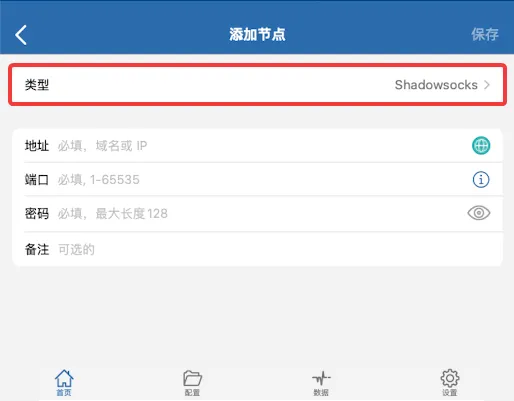 添加节点
保存
类型 Shadowsocks
地址 必填，域名或 IP
端口 必填, 1-65535
密码 必填，最大长度128
备注 可选的
首页 配置 数据 设置